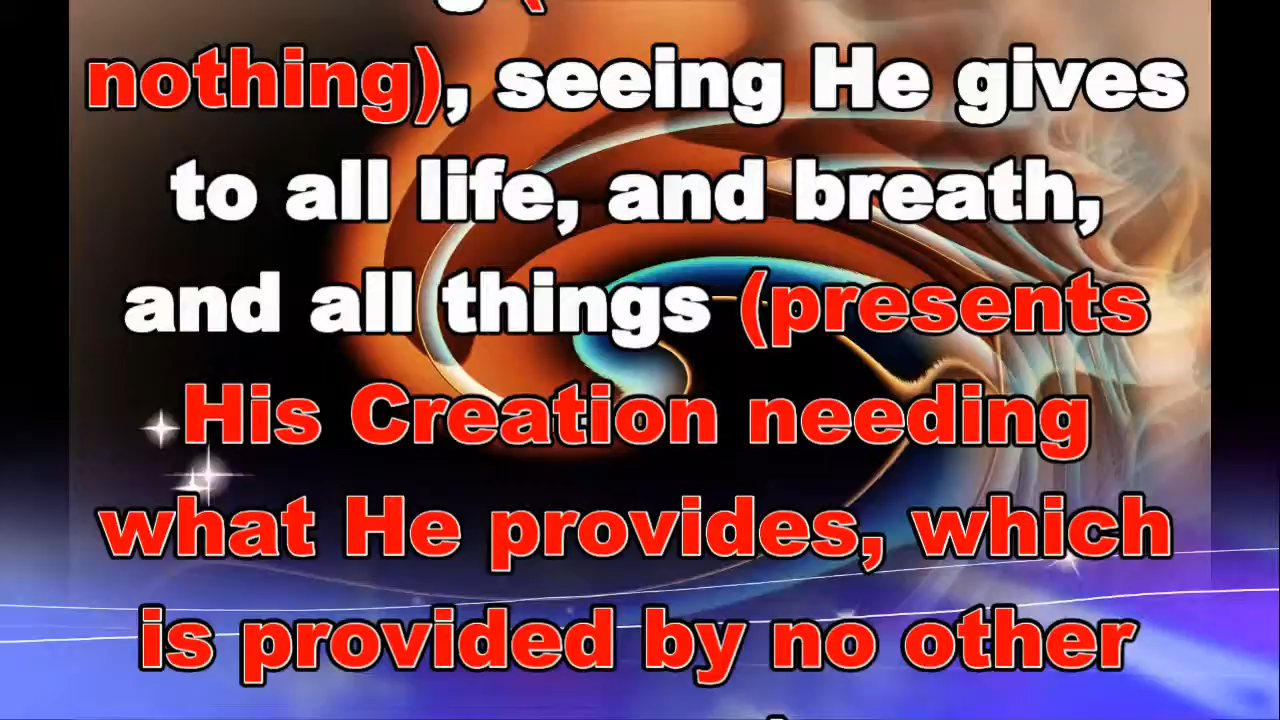 nothing), seeing He gives
to all life, and breath,
and all things (presents
His Creation needing
what He provides, which
is provided by no other